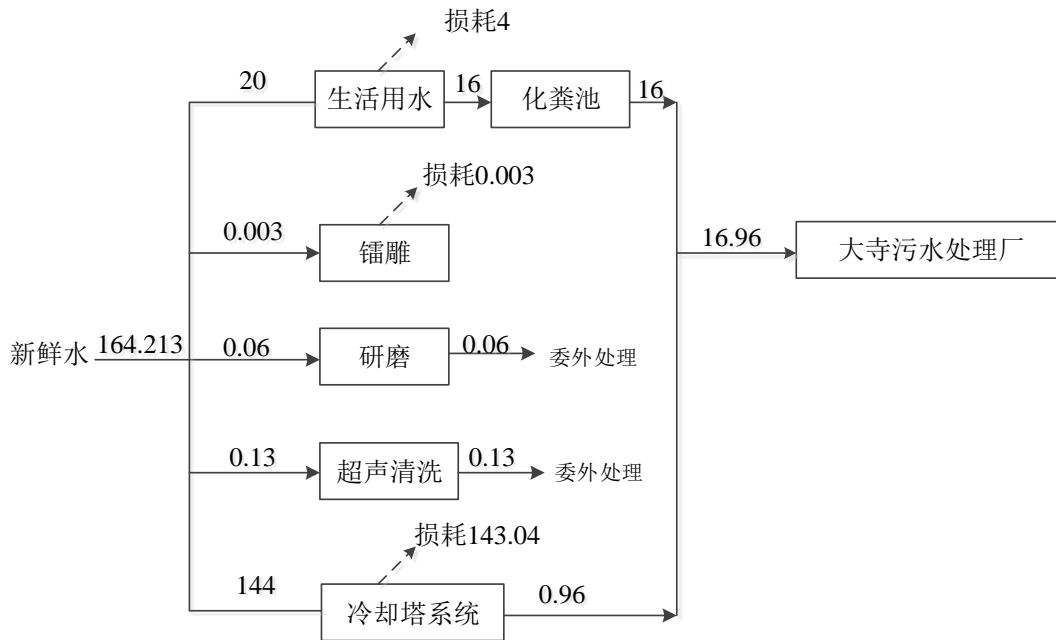 损耗4
20
生活用水
16
化粪池
16
损耗0.003
0.003
镭雕
16.96
大寺污水处理厂
新鲜水
164.213
0.06
研磨
0.06
委外处理
0.13
超声清洗
0.13
委外处理
损耗143.04
144
冷却塔系统
0.96